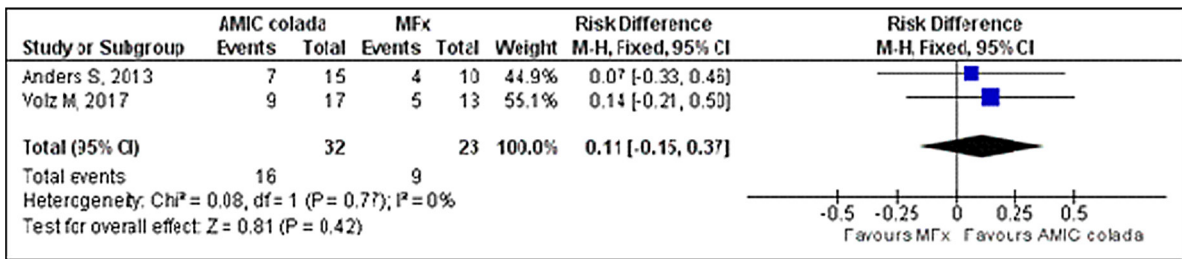 AMIC colada MFx Risk Difference Risk Difference
Study or Subgroup Events Total Events Total Weight M-H, Fixed, 95% CI M-H, Fixed, 95% CI
Anders S, 2013 7 15 4 10 44.9% 0.07 [-0.33, 0.46]
Volz M, 2017 9 17 5 13 55.1% 0.14 [-0.21, 0.50]
Total (95% CI) 32 23 100.0% 0.11 [-0.15, 0.37]
Total events 16 9
Heterogeneity: Chi² = 0.08, df = 1 (P = 0.77); I² = 0%
Test for overall effect: Z = 0.81 (P = 0.42)
-0.5 -0.25 0 0.25 0.5
Favours MFx Favours AMIC colada